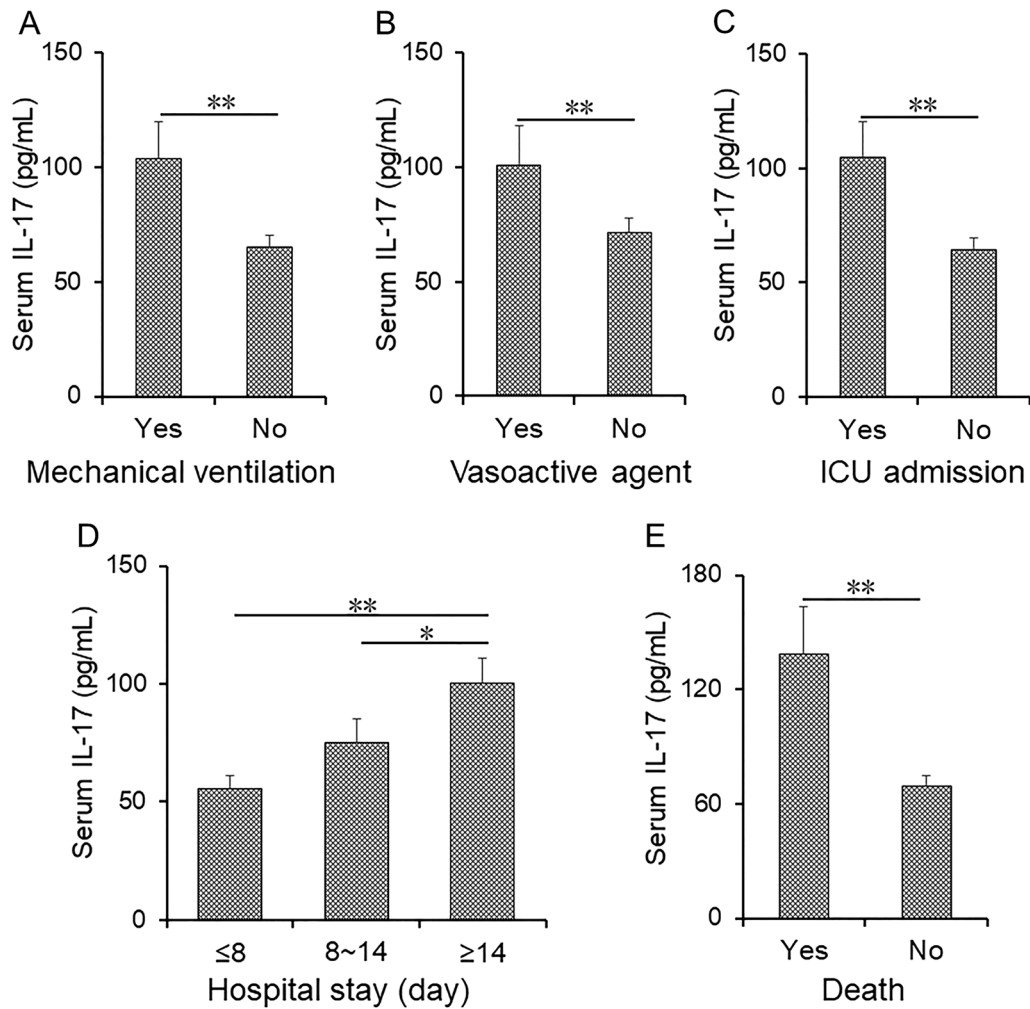 A
Serum IL-17 (pg/mL)
150
100
50
0
**
Yes No
Mechanical ventilation
B
Serum IL-17 (pg/mL)
150
100
50
0
**
Yes No
Vasoactive agent
C
Serum IL-17 (pg/mL)
150
100
50
0
**
Yes No
ICU admission
D
Serum IL-17 (pg/mL)
150
100
50
0
**
*
≤8 8~14 ≥14
Hospital stay (day)
E
Serum IL-17 (pg/mL)
180
120
60
0
**
Yes No
Death